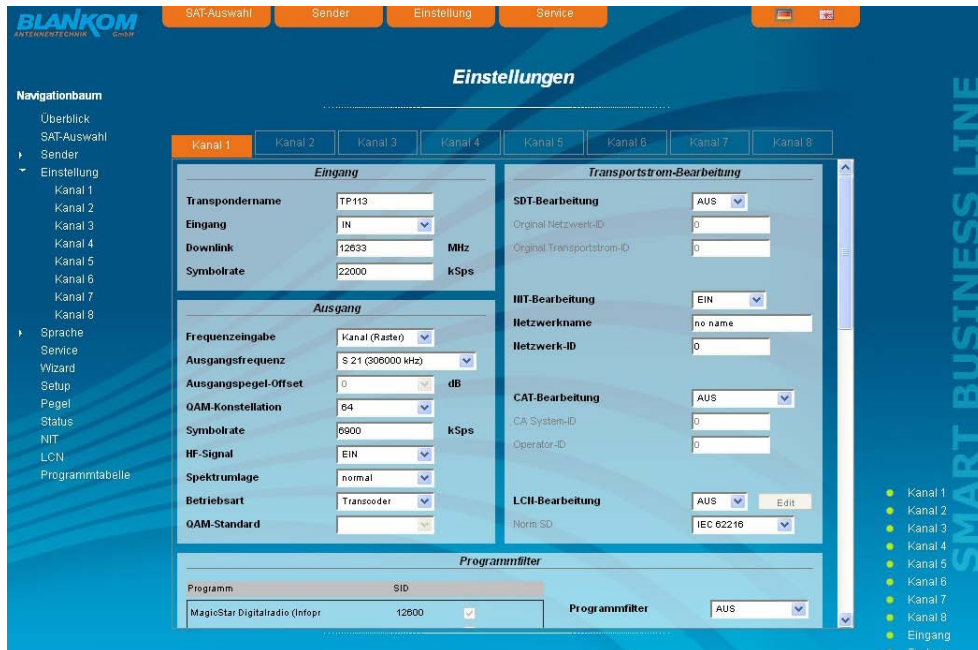 BLANKOM
ANTENNENTECHNIK GmbH
SAT-Auswahl Sender Einstellung Service
Einstellungen
Navigationbaum
Überblick
SAT-Auswahl
Sender
Einstellung
Kanal 1
Kanal 2
Kanal 3
Kanal 4
Kanal 5
Kanal 6
Kanal 7
Kanal 8
Sprache
Service
Wizard
Setup
Pegel
Status
NIT
LCN
Programmtabelle
Kanal 1 Kanal 2 Kanal 3 Kanal 4 Kanal 5 Kanal 6 Kanal 7 Kanal 8
Eingang
Transpondername TP113
Eingang IN
Downlink 12633 MHz
Symbolrate 22000 kSps
Ausgang
Frequenzeingabe Kanal (Raster)
Ausgangsfrequenz S 21 (306000 kHz)
Ausgangspegel-Offset 0 dB
QAM-Konstellation 64
Symbolrate 6900 kSps
HF-Signal EIN
Spektrumlage normal
Betriebsart Transcoder
QAM-Standard
Transportstrom-Bearbeitung
SDT-Bearbeitung AUS
Orginal Netzwerk-ID 0
Orginal Transportstrom-ID 0
NIT-Bearbeitung EIN
Netzwerkname no name
Netzwerk-ID 0
CAT-Bearbeitung AUS
CA System-ID 0
Operator-ID 0
LCN-Bearbeitung AUS Edit
Norm SD IEC 62216
Programmfilter
Programm SID
MagicStar Digitalradio (Infopr 12600
Programmfilter AUS
SMART BUSINESS LINE
Kanal 1
Kanal 2
Kanal 3
Kanal 4
Kanal 5
Kanal 6
Kanal 7
Kanal 8
Eingang